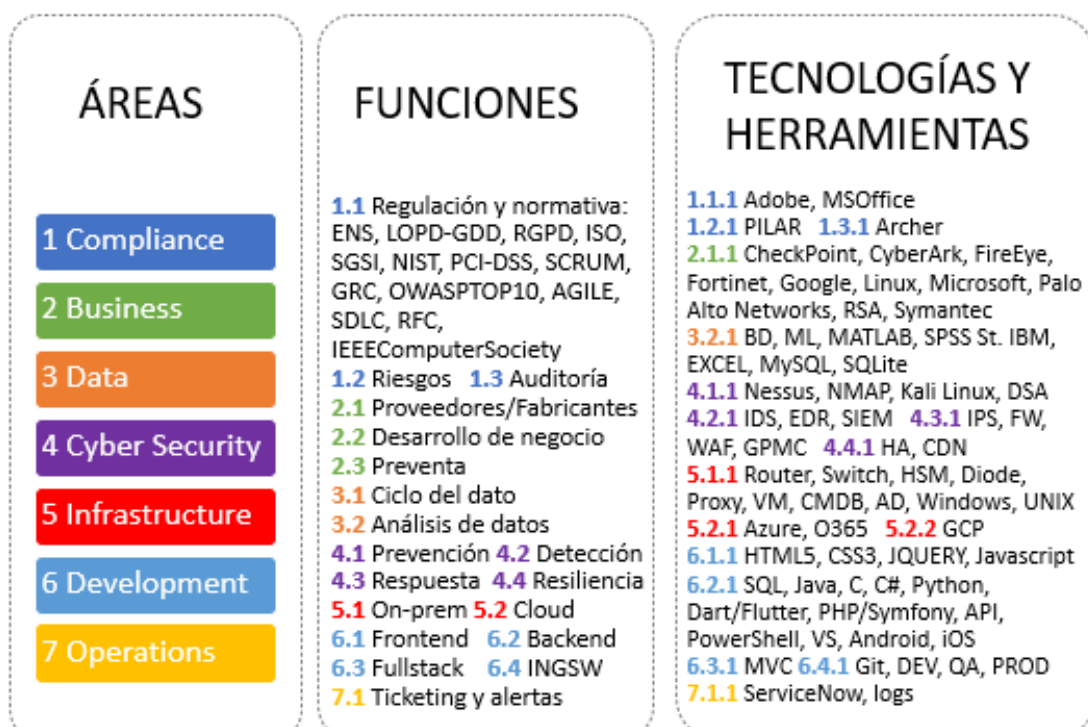 ÁREAS
1 Compliance
2 Business
3 Data
4 Cyber Security
5 Infrastructure
6 Development
7 Operations
FUNCIONES
1.1 Regulación y normativa:
ENS, LOPD-GDD, RGPD, ISO,
SGSI, NIST, PCI-DSS, SCRUM,
GRC, OWASPTOP10, AGILE,
SDLC, RFC,
IEEEComputerSociety
1.2 Riesgos 1.3 Auditoría
2.1 Proveedores/Fabricantes
2.2 Desarrollo de negocio
2.3 Preventa
3.1 Ciclo del dato
3.2 Análisis de datos
4.1 Prevención 4.2 Detección
4.3 Respuesta 4.4 Resiliencia
5.1 On-prem 5.2 Cloud
6.1 Frontend 6.2 Backend
6.3 Fullstack 6.4 INGSW
7.1 Ticketing y alertas
TECNOLOGÍAS Y
HERRAMIENTAS
1.1.1 Adobe, MSOffice
1.2.1 PILAR 1.3.1 Archer
2.1.1 CheckPoint, CyberArk, FireEye,
Fortinet, Google, Linux, Microsoft, Palo
Alto Networks, RSA, Symantec
3.2.1 BD, ML, MATLAB, SPSS St. IBM,
EXCEL, MySQL, SQLite
4.1.1 Nessus, NMAP, Kali Linux, DSA
4.2.1 IDS, EDR, SIEM 4.3.1 IPS, FW,
WAF, GPMC 4.4.1 HA, CDN
5.1.1 Router, Switch, HSM, Diode,
Proxy, VM, CMDB, AD, Windows, UNIX
5.2.1 Azure, O365 5.2.2 GCP
6.1.1 HTML5, CSS3, JQUERY, Javascript
6.2.1 SQL, Java, C, C#, Python,
Dart/Flutter, PHP/Symfony, API,
PowerShell, VS, Android, iOS
6.3.1 MVC 6.4.1 Git, DEV, QA, PROD
7.1.1 ServiceNow, logs